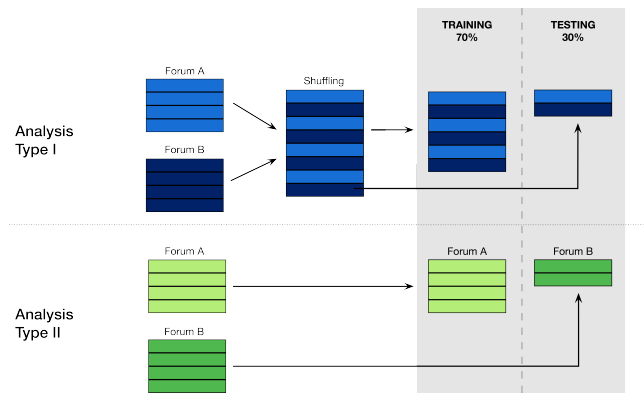 TRAINING
70%
TESTING
30%
Forum A
Shuffling
Analysis
Type I
Forum B
Forum A
Forum A
Forum B
Analysis
Type II
Forum B